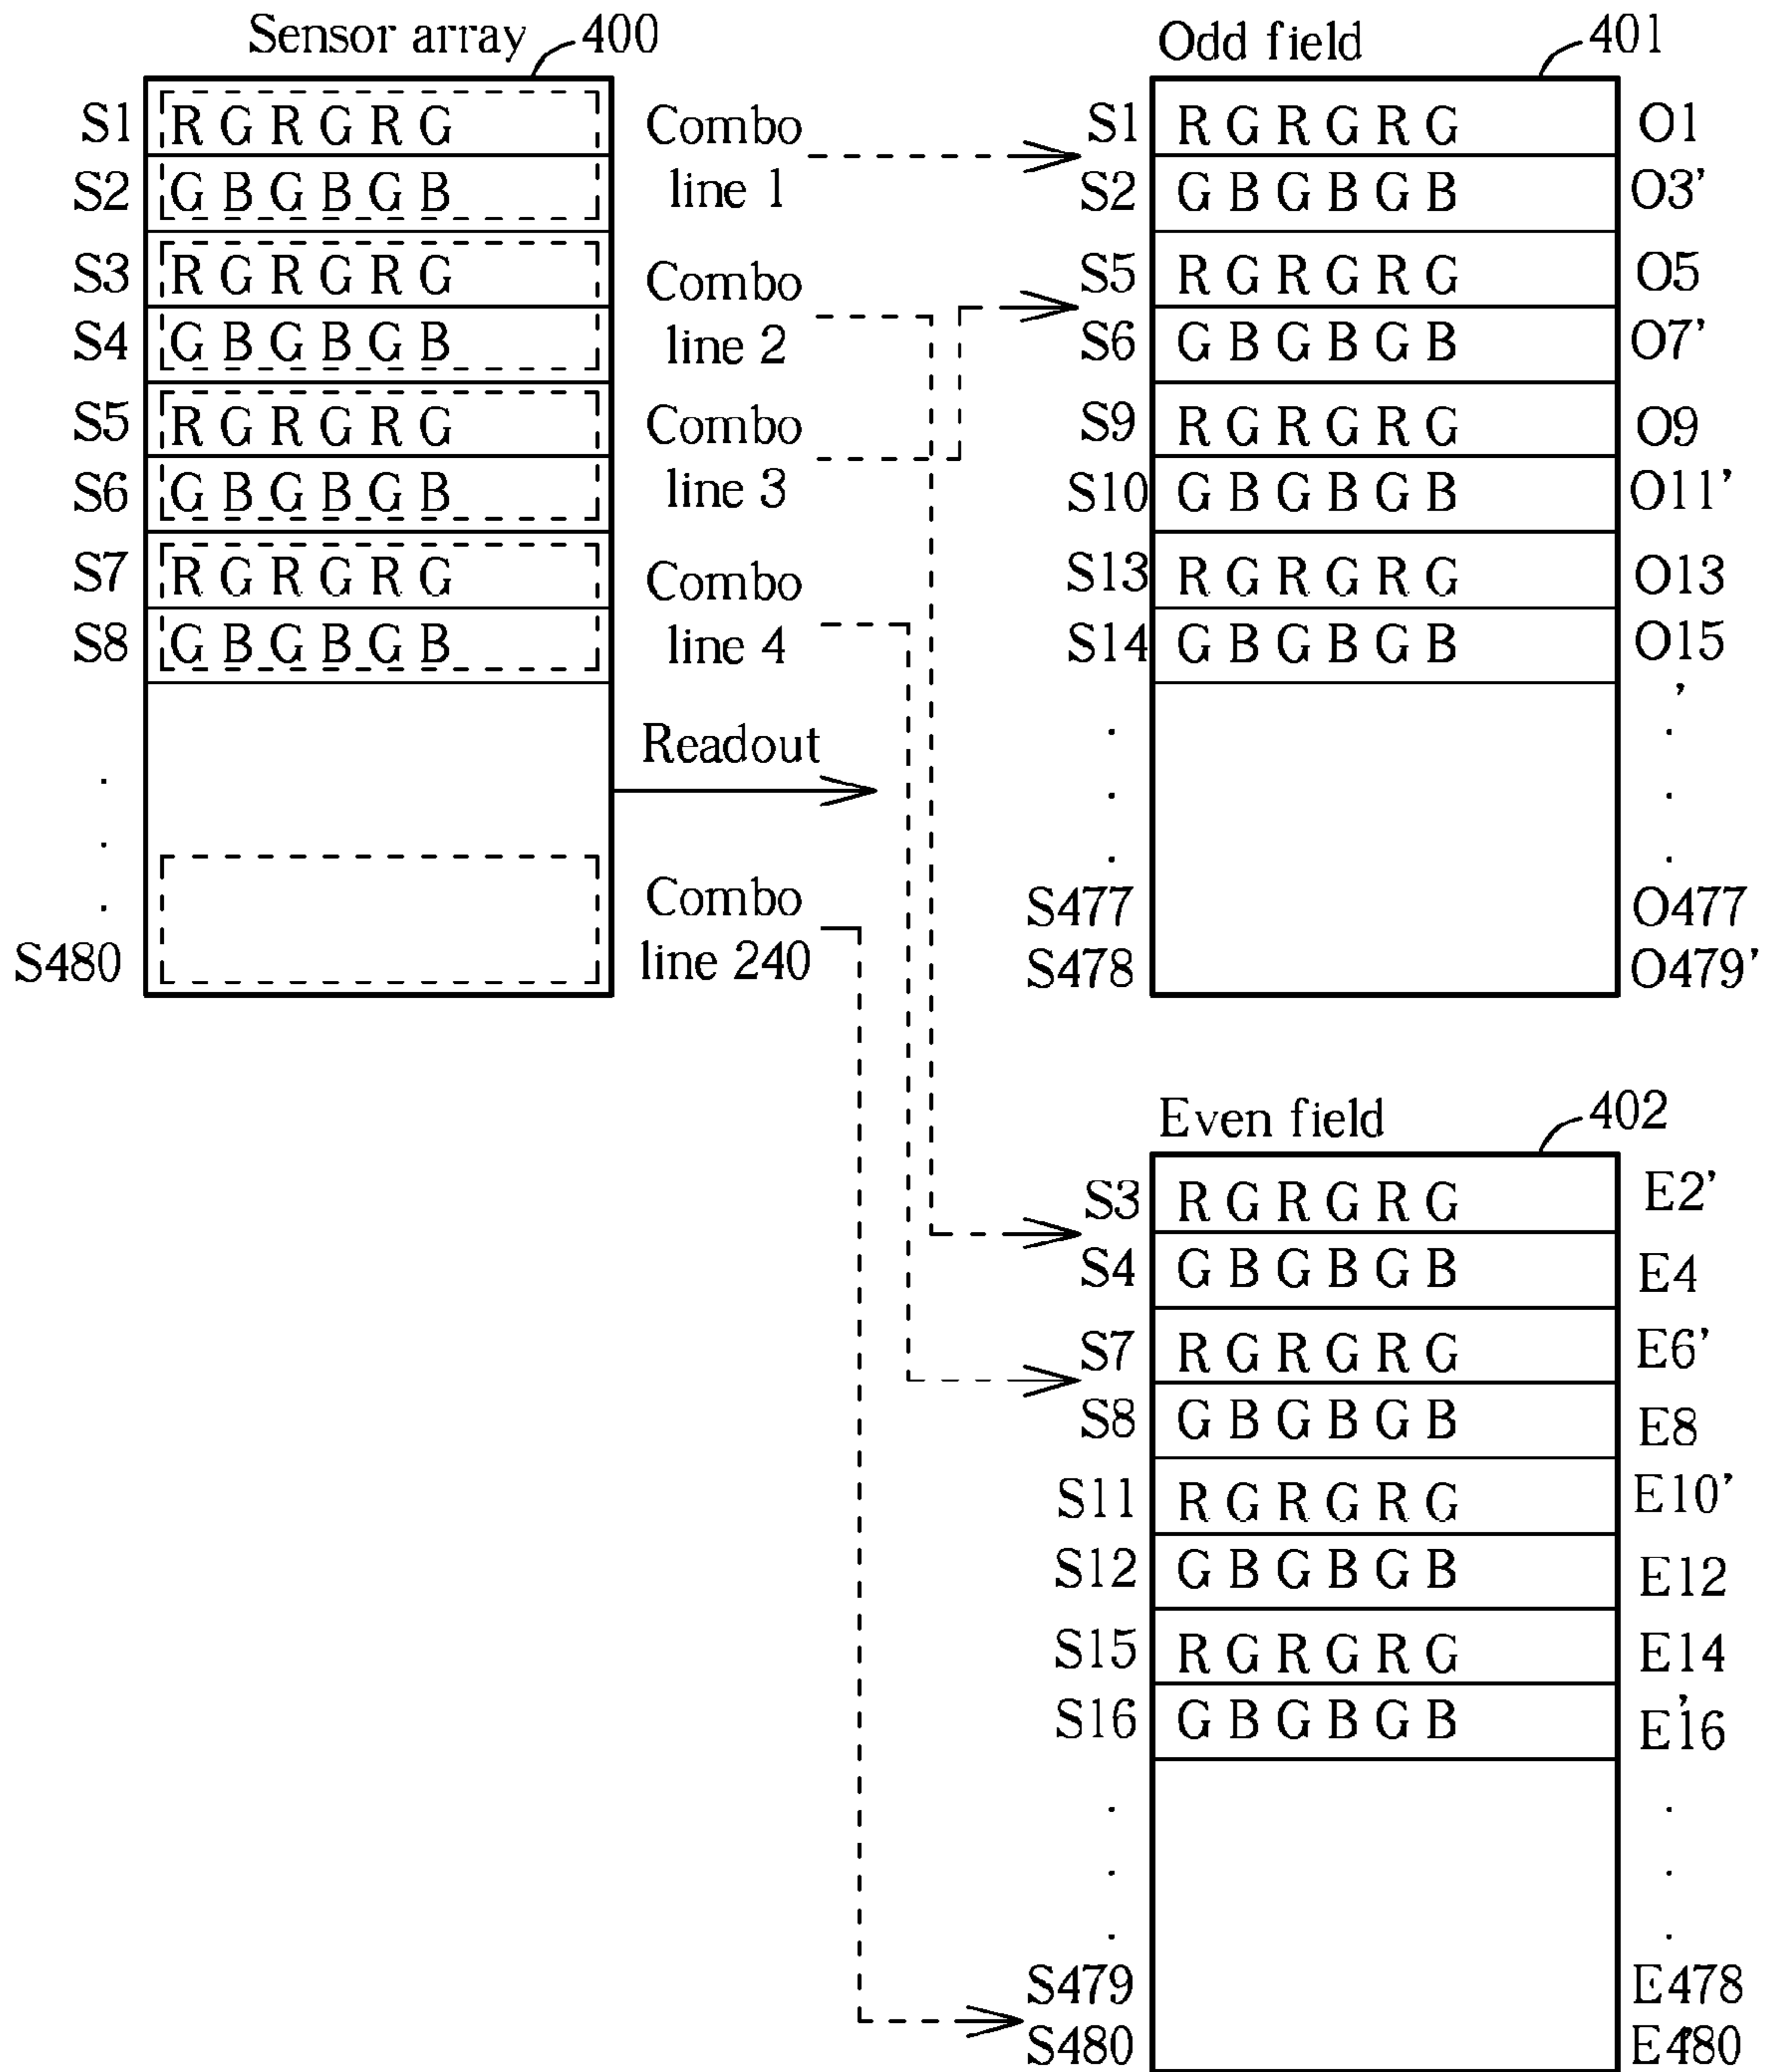 Sensor array 400
S1 R G R G R G
S2 G B G B G B
Combo
line 1
S3 R G R G R G
S4 G B G B G B
Combo
line 2
S5 R G R G R G
S6 G B G B G B
Combo
line 3
S7 R G R G R G
S8 G B G B G B
Combo
line 4
Readout
.
.
.
S480
Combo
line 240
Odd field 401
S1 R G R G R G O1
S2 G B G B G B O3'
S5 R G R G R G O5
S6 G B G B G B O7'
S9 R G R G R G O9
S10 G B G B G B O11'
S13 R G R G R G O13
S14 G B G B G B O15
'
. .
. .
. .
S477 O477
S478 O479'
Even field 402
S3 R G R G R G E2'
S4 G B G B G B E4
S7 R G R G R G E6'
S8 G B G B G B E8
S11 R G R G R G E10'
S12 G B G B G B E12
S15 R G R G R G E14
'
S16 G B G B G B E16
. .
. .
. .
S479 E478
'
S480 E480